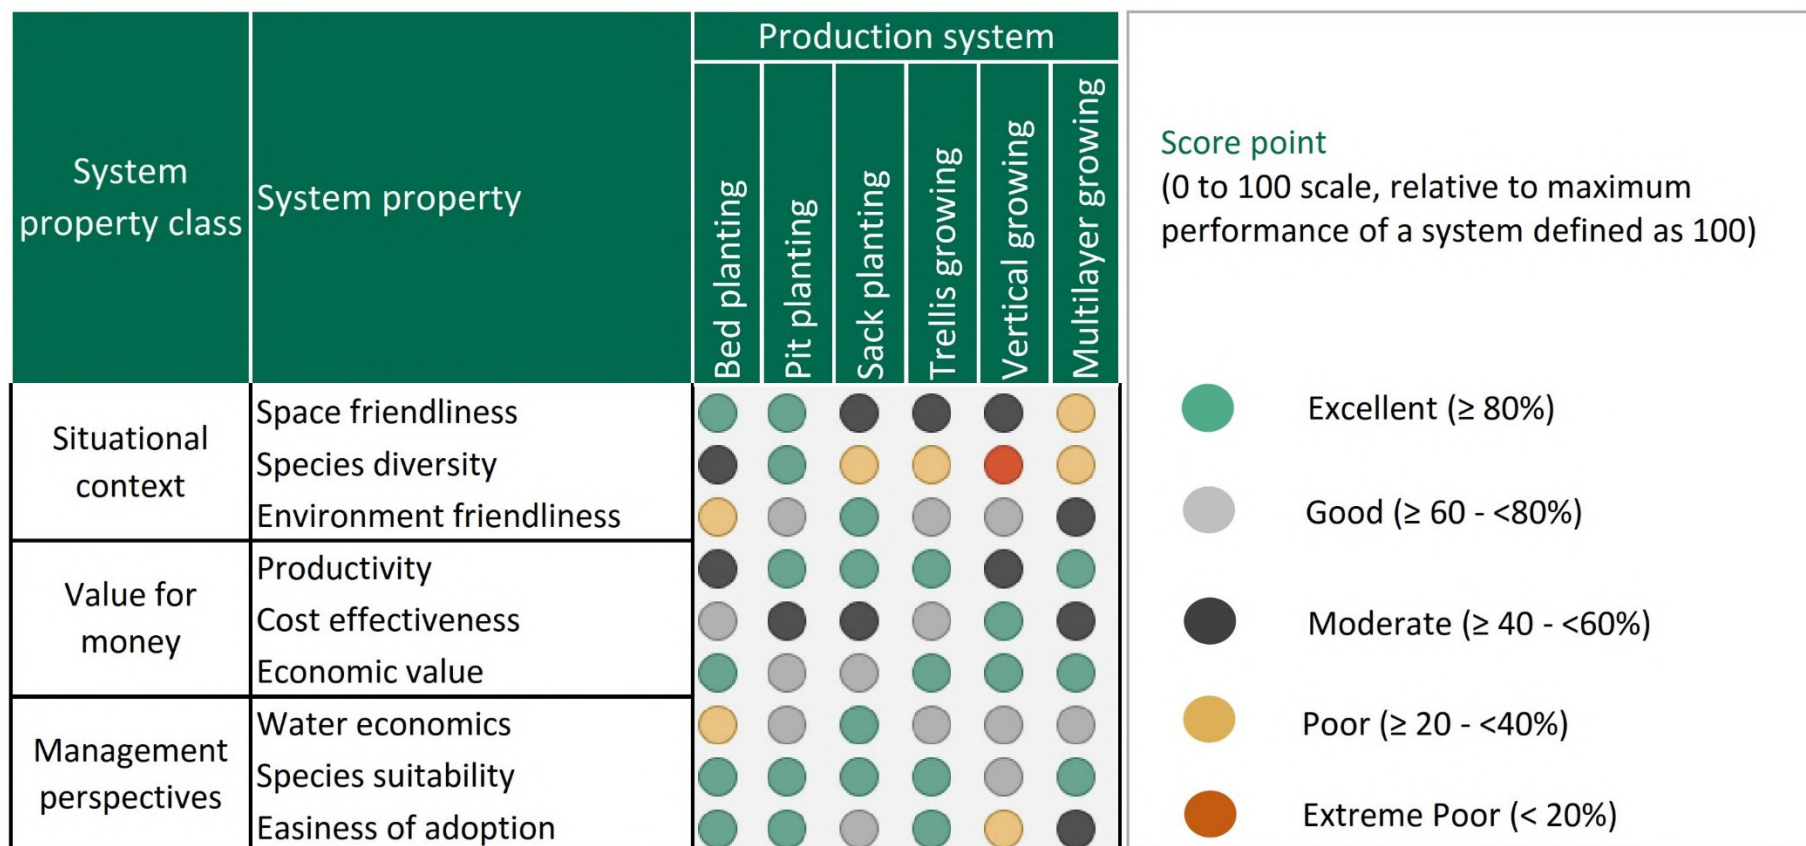 Production system
System
property class
System property
Bed planting
Pit planting
Sack planting
Trellis growing
Vertical growing
Multilayer growing
Situational
context
Space friendliness
Species diversity
Environment friendliness
Value for
money
Productivity
Cost effectiveness
Economic value
Management
perspectives
Water economics
Species suitability
Easiness of adoption
Score point
(0 to 100 scale, relative to maximum
performance of a system defined as 100)
Excellent (≥ 80%)
Good (≥ 60 - <80%)
Moderate (≥ 40 - <60%)
Poor (≥ 20 - <40%)
Extreme Poor (< 20%)